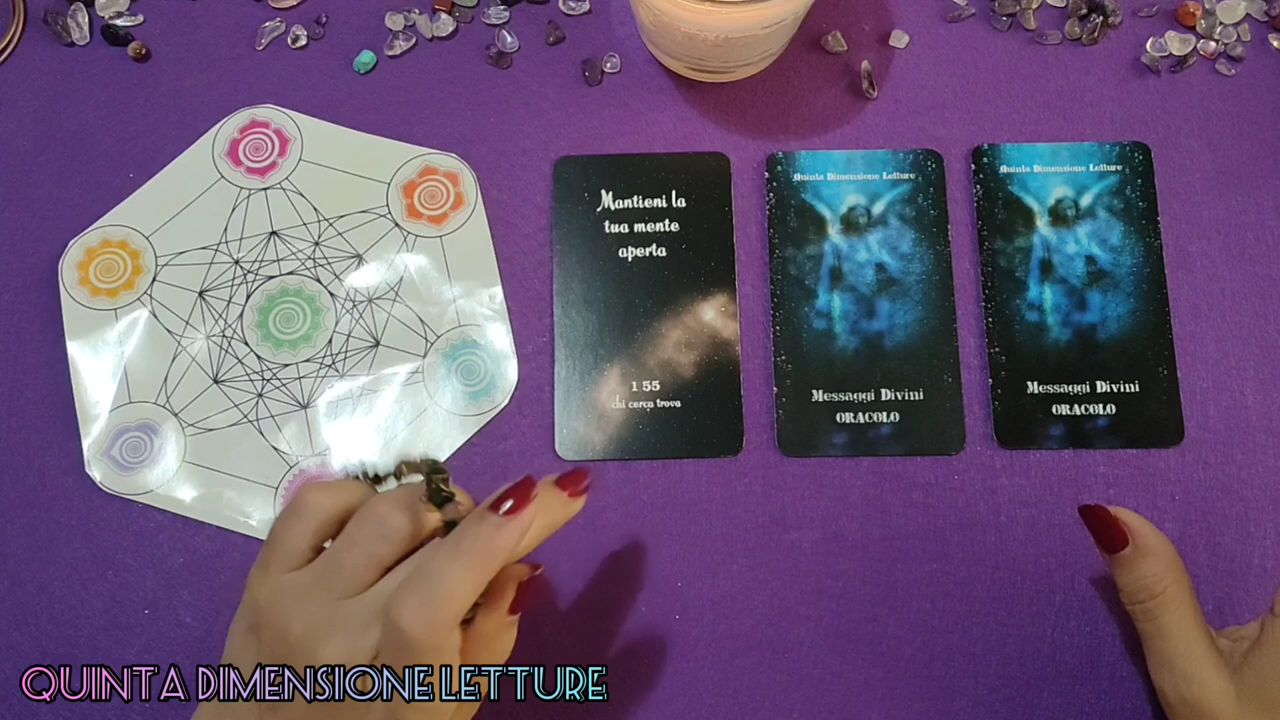 Mantieni la
tua mente
aperta
1 55
chi cerca trova
Quinta Dimensione Letture
Messaggi Divini
ORACOLO
Quinta Dimensione Letture
Messaggi Divini
ORACOLO
QUINTA DIMENSIONE LETTURE